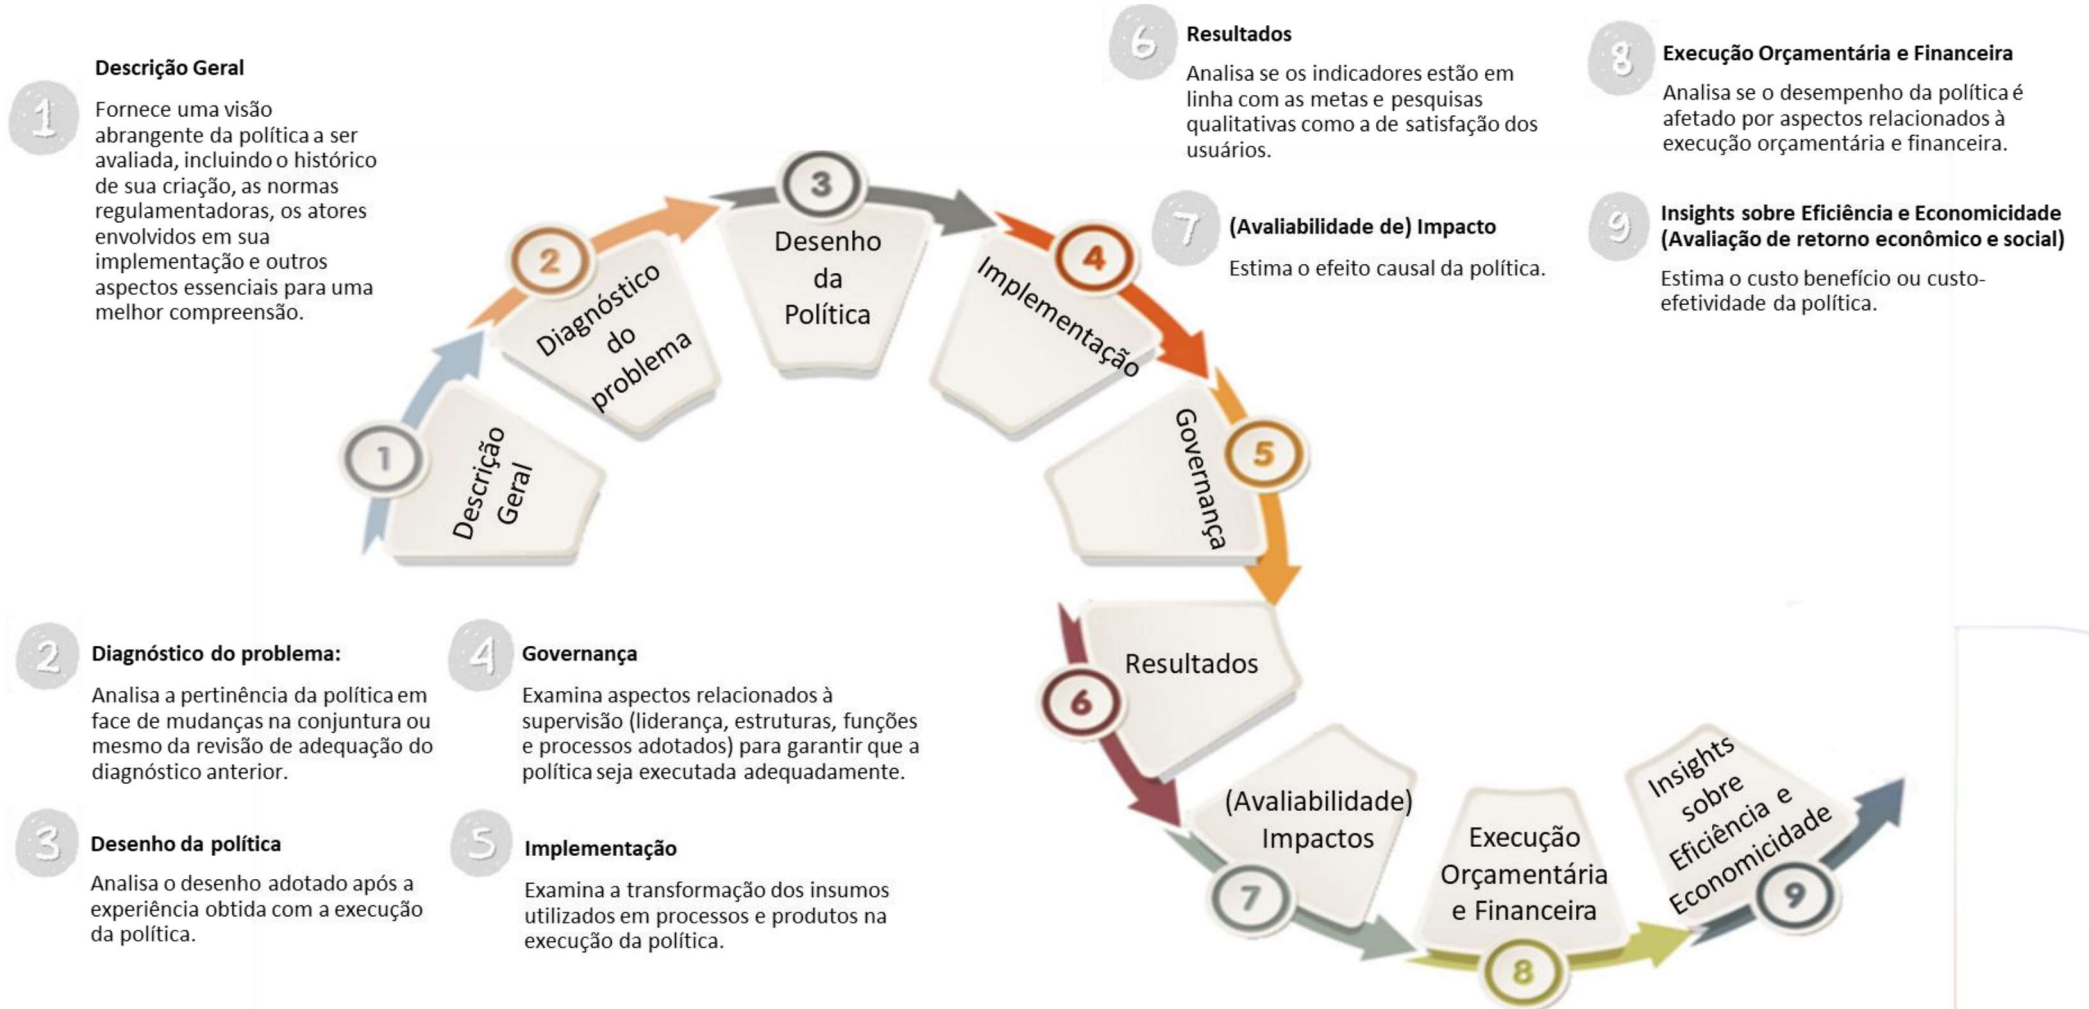 1
Descrição Geral
Fornece uma visão
abrangente da política a ser
avaliada, incluindo o histórico
de sua criação, as normas
regulamentadoras, os atores
envolvidos em sua
implementação e outros
aspectos essenciais para uma
melhor compreensão.
2
Diagnóstico do problema:
Analisa a pertinência da política em
face de mudanças na conjuntura ou
mesmo da revisão de adequação do
diagnóstico anterior.
3
Desenho da política
Analisa o desenho adotado após a
experiência obtida com a execução
da política.
4
Governança
Examina aspectos relacionados à
supervisão (liderança, estruturas, funções
e processos adotados) para garantir que a
política seja executada adequadamente.
5
Implementação
Examina a transformação dos insumos
utilizados em processos e produtos na
execução da política.
6
Resultados
Analisa se os indicadores estão em
linha com as metas e pesquisas
qualitativas como a de satisfação dos
usuários.
7
(Avaliabilidade de) Impacto
Estima o efeito causal da política.
8
Execução Orçamentária e Financeira
Analisa se o desempenho da política é
afetado por aspectos relacionados à
execução orçamentária e financeira.
9
Insights sobre Eficiência e Economicidade
(Avaliação de retorno econômico e social)
Estima o custo benefício ou custo-
efetividade da política.
1
Descrição
Geral
2
Diagnóstico
do
problema
3
Desenho
da
Política
4
Implementação
5
Governança
6
Resultados
7
(Avaliabilidade)
Impactos
8
Execução
Orçamentária
e Financeira
9
Insights
sobre
Eficiência e
Economicidade